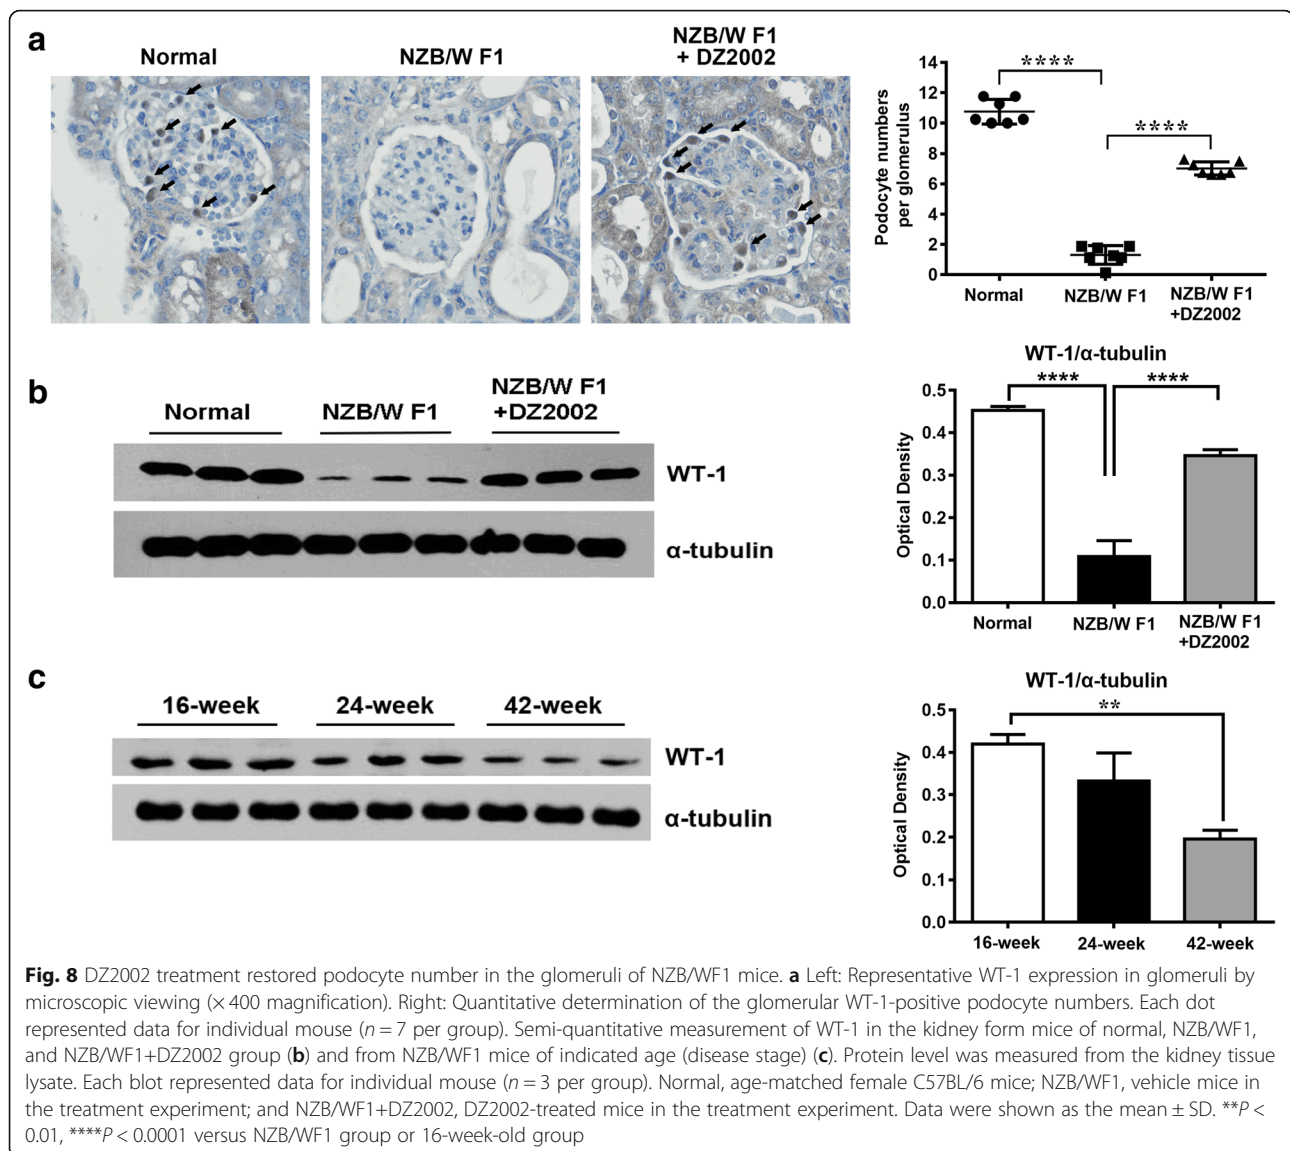 a
Normal
NZB/W F1
NZB/W F1
+ DZ2002
Podocyte numbers
per glomerulus
14
12
10
8
6
4
2
0
****
****
Normal
NZB/W F1
NZB/W F1
+DZ2002
b
Normal
NZB/W F1
NZB/W F1
+DZ2002
WT-1
α-tubulin
WT-1/α-tubulin
Optical Density
0.5
0.4
0.3
0.2
0.1
0.0
****
****
Normal
NZB/W F1
NZB/W F1
+DZ2002
c
16-week
24-week
42-week
WT-1
α-tubulin
WT-1/α-tubulin
Optical Density
0.5
0.4
0.3
0.2
0.1
0.0
**
16-week
24-week
42-week
Fig. 8 DZ2002 treatment restored podocyte number in the glomeruli of NZB/WF1 mice. a Left: Representative WT-1 expression in glomeruli by
microscopic viewing (× 400 magnification). Right: Quantitative determination of the glomerular WT-1-positive podocyte numbers. Each dot
represented data for individual mouse (n = 7 per group). Semi-quantitative measurement of WT-1 in the kidney form mice of normal, NZB/WF1,
and NZB/WF1+DZ2002 group (b) and from NZB/WF1 mice of indicated age (disease stage) (c). Protein level was measured from the kidney tissue
lysate. Each blot represented data for individual mouse (n = 3 per group). Normal, age-matched female C57BL/6 mice; NZB/WF1, vehicle mice in
the treatment experiment; and NZB/WF1+DZ2002, DZ2002-treated mice in the treatment experiment. Data were shown as the mean ± SD. **P <
0.01, ****P < 0.0001 versus NZB/WF1 group or 16-week-old group